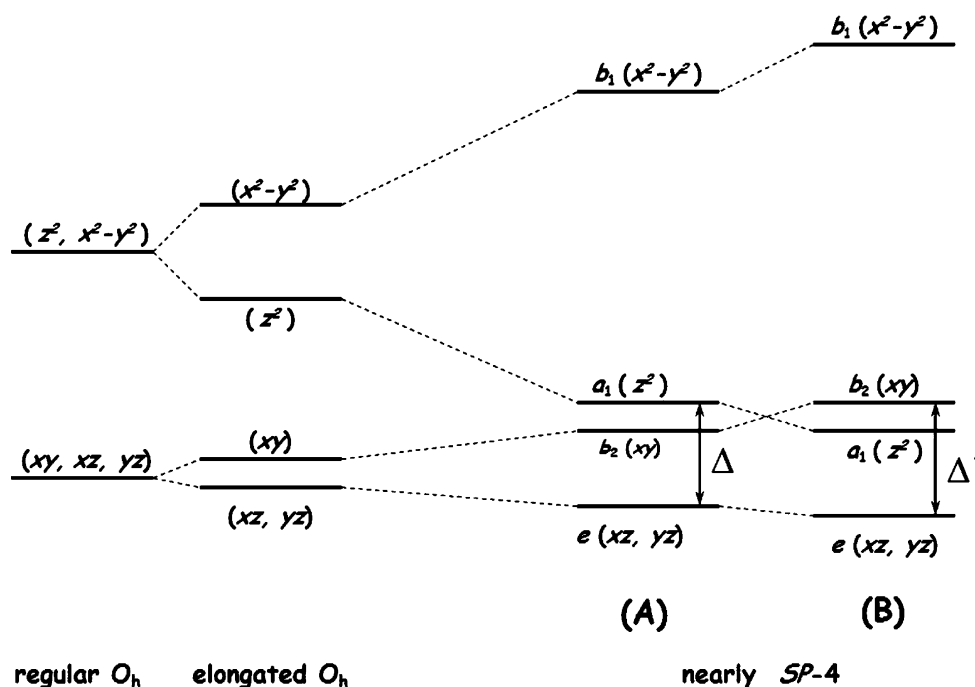 b₁ (x²-y²)
b₁ (x²-y²)
(x²-y²)
(z², x²-y²)
(z²)
a₁ (z²)
b₂ (xy)
(xy)
b₂ (xy)
a₁ (z²)
(xy, xz, yz)
Δ
Δ'
(xz, yz)
e (xz, yz)
e (xz, yz)
(A)
(B)
regular Oₕ
elongated Oₕ
nearly SP-4